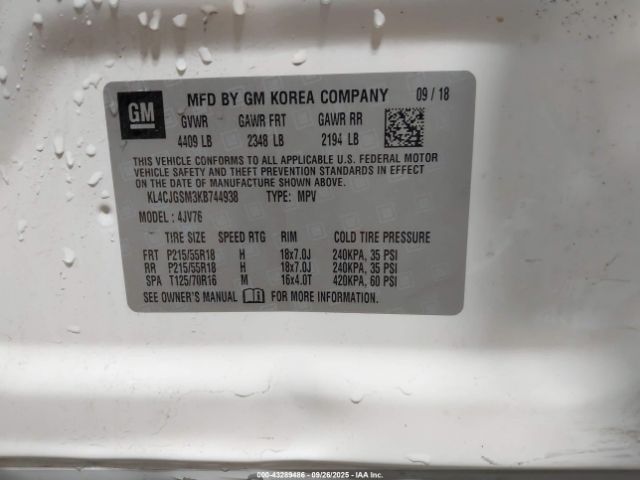 GM
MFD BY GM KOREA COMPANY 09 / 18
GVWR GAWR FRT GAWR RR
4409 LB 2348 LB 2194 LB
THIS VEHICLE CONFORMS TO ALL APPLICABLE U.S. FEDERAL MOTOR
VEHICLE SAFETY AND THEFT PREVENTION STANDARDS IN EFFECT
ON THE DATE OF MANUFACTURE SHOWN ABOVE.
KL4CJGSM3KB744938 TYPE: MPV
MODEL : 4JV76
TIRE SIZE SPEED RTG RIM COLD TIRE PRESSURE
FRT P215/55R18 H 18x7.0J 240KPA, 35 PSI
RR P215/55R18 H 18x7.0J 240KPA, 35 PSI
SPA T125/70R16 M 16x4.0T 420KPA, 60 PSI
SEE OWNER'S MANUAL FOR MORE INFORMATION.
000-43289486 - 09/26/2025 - IAA Inc.